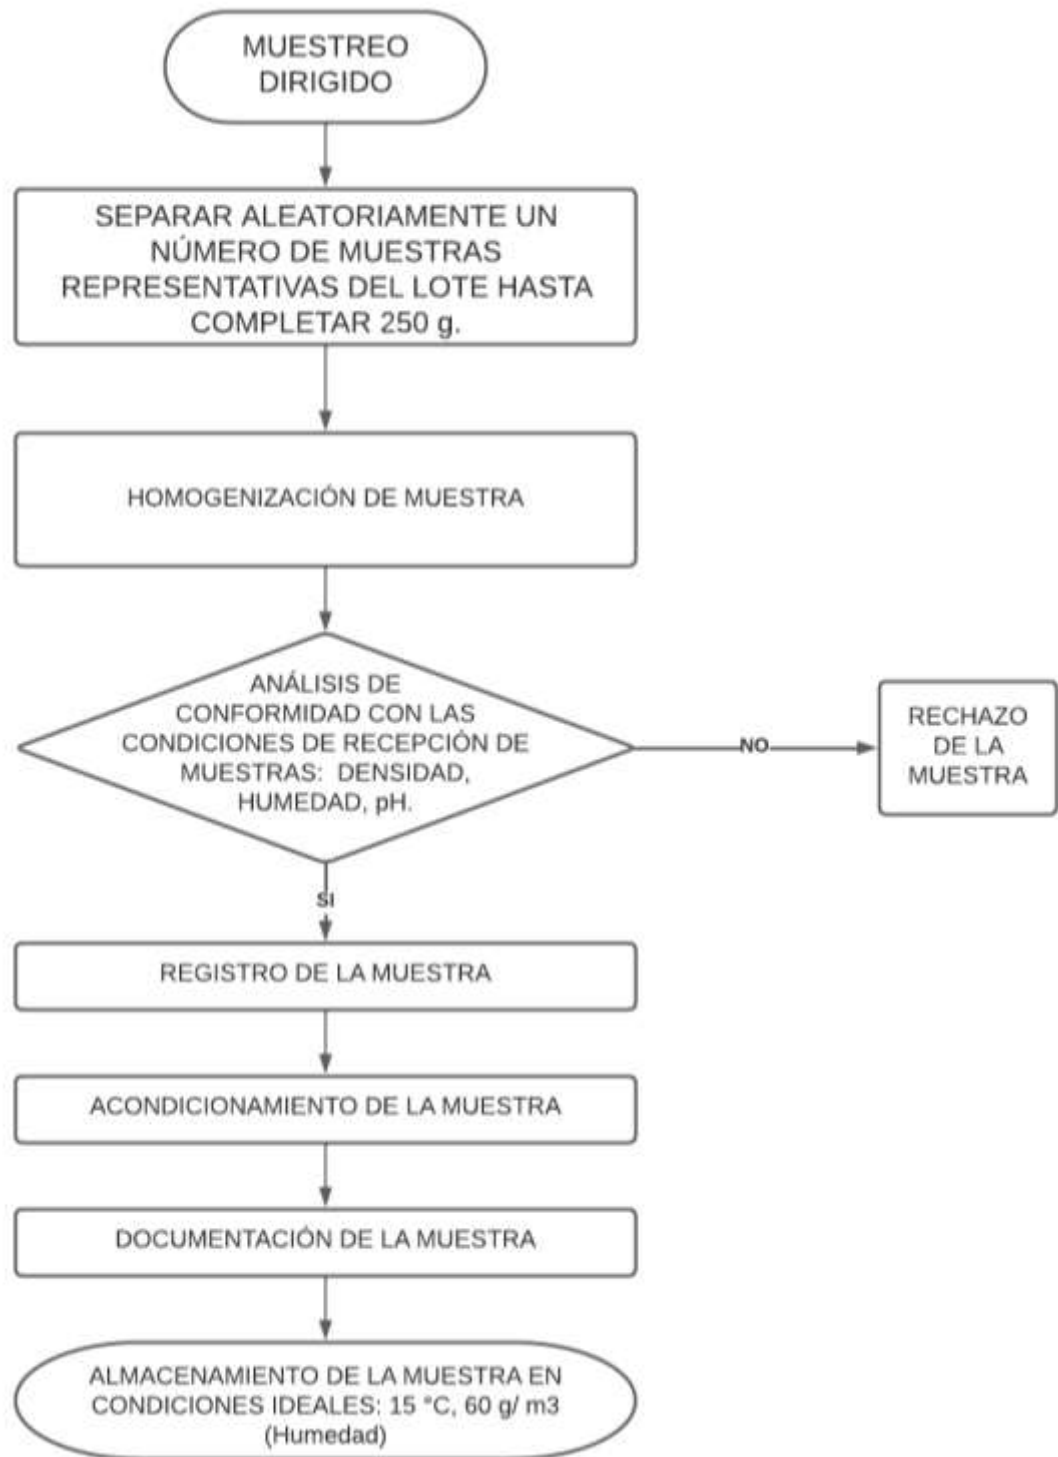 MUESTREO
DIRIGIDO
SEPARAR ALEATORIAMENTE UN
NÚMERO DE MUESTRAS
REPRESENTATIVAS DEL LOTE HASTA
COMPLETAR 250 g.
HOMOGENIZACIÓN DE MUESTRA
ANÁLISIS DE
CONFORMIDAD CON LAS
CONDICIONES DE RECEPCIÓN DE
MUESTRAS: DENSIDAD,
HUMEDAD, pH.
NO
RECHAZO
DE LA
MUESTRA
SI
REGISTRO DE LA MUESTRA
ACONDICIONAMIENTO DE LA MUESTRA
DOCUMENTACIÓN DE LA MUESTRA
ALMACENAMIENTO DE LA MUESTRA EN
CONDICIONES IDEALES: 15 °C, 60 g/ m3
(Humedad)